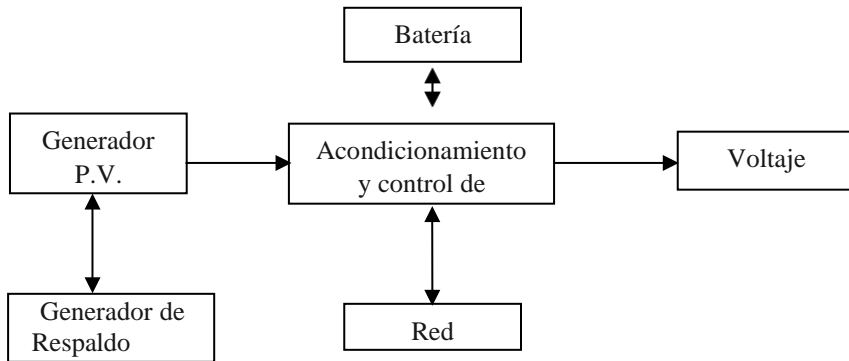 Batería
Generador
P.V.
Acondicionamiento
y control de
Voltaje
Generador de
Respaldo
Red